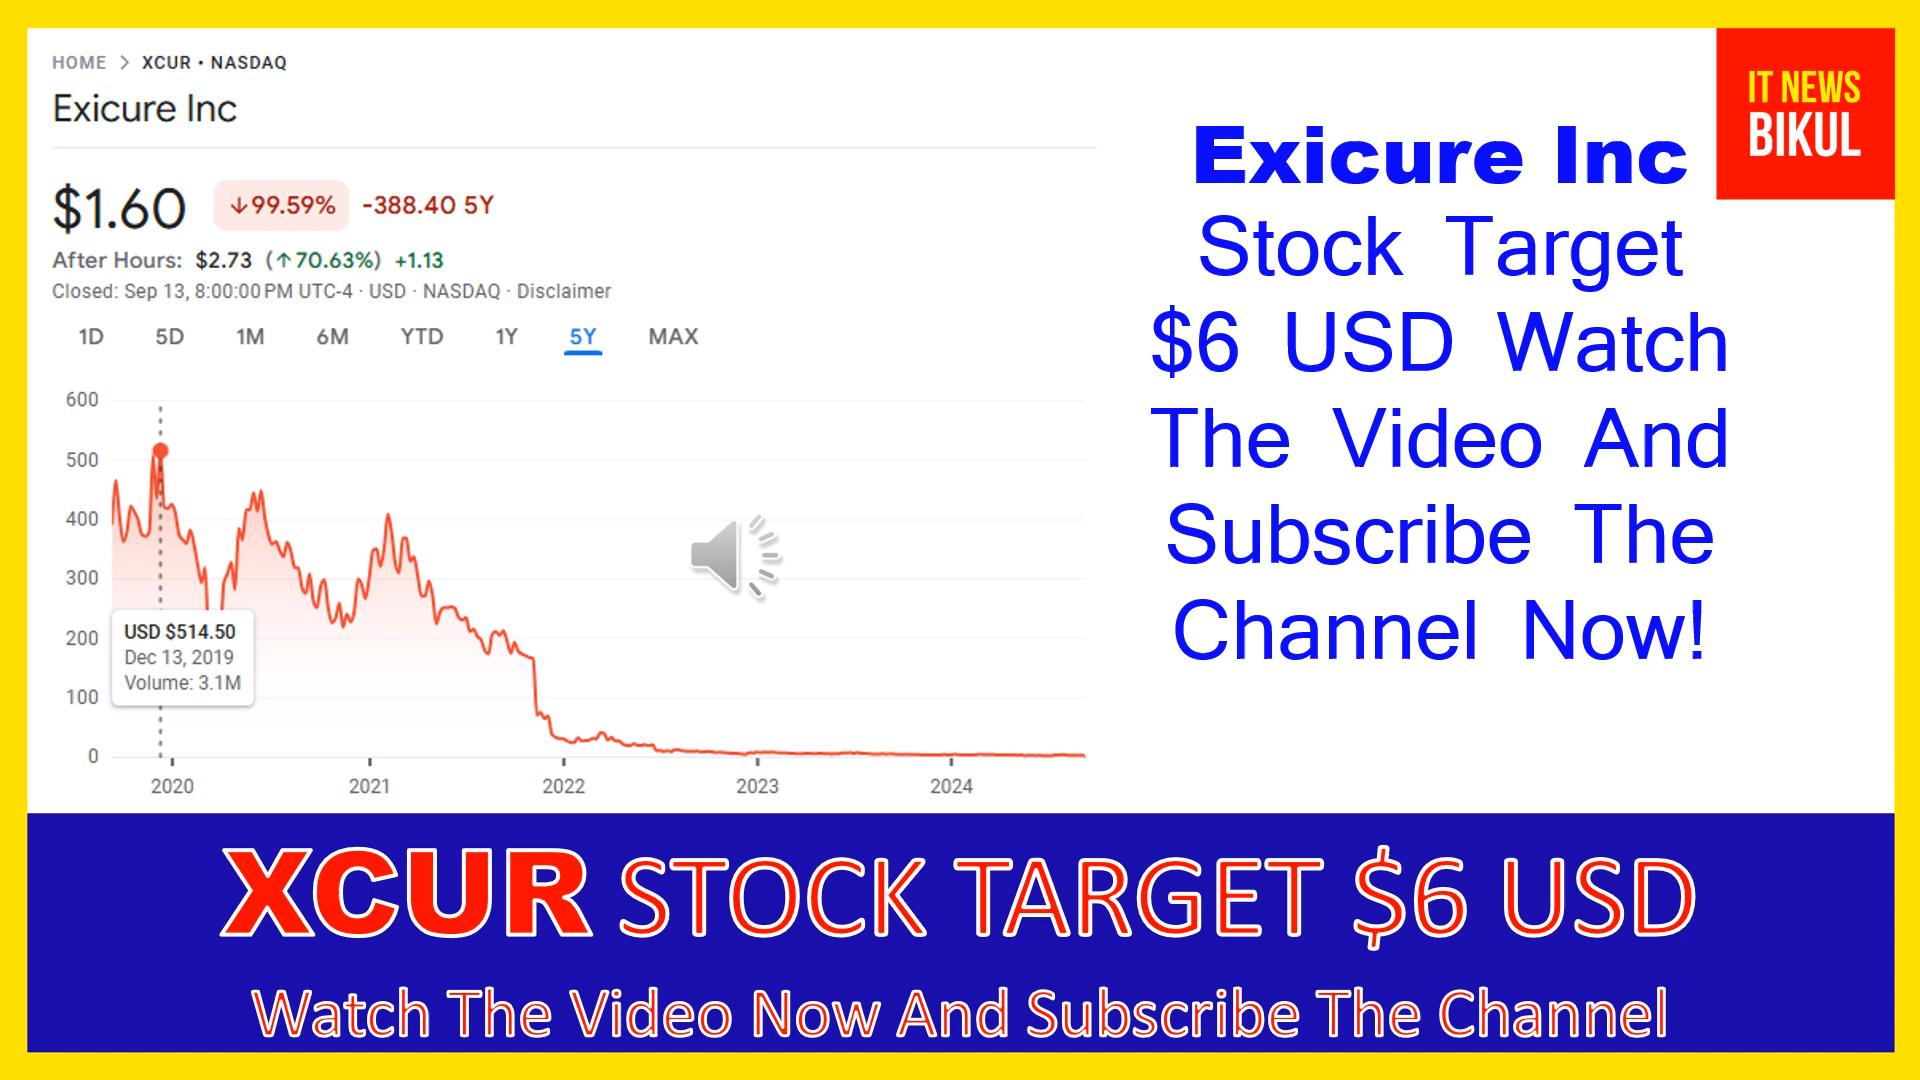 HOME > XCUR • NASDAQ
Exicure Inc
$1.60 ↓99.59% -388.40 5Y
After Hours: $2.73 (↑70.63%) +1.13
Closed: Sep 13, 8:00:00 PM UTC-4 · USD · NASDAQ · Disclaimer
1D 5D 1M 6M YTD 1Y 5Y MAX
600
500
400
300
200
100
0
USD $514.50
Dec 13, 2019
Volume: 3.1M
2020 2021 2022 2023 2024
IT NEWS
BIKUL
Exicure Inc
Stock Target
$6 USD Watch
The Video And
Subscribe The
Channel Now!
XCUR STOCK TARGET $6 USD
Watch The Video Now And Subscribe The Channel